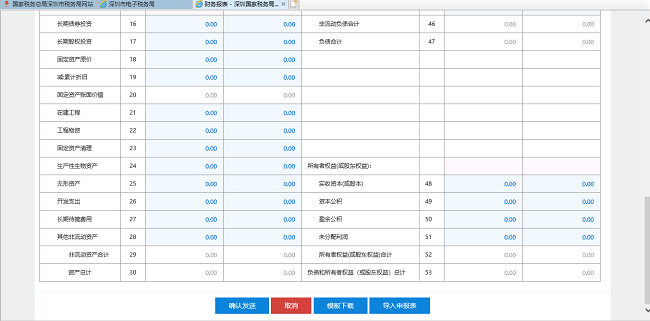 国家税务总局深圳市税务局网站 深圳市电子税务局 财务报表 - 深圳国家税务局...
长期债券投资 16 0.00 0.00 非流动负债合计 46 0.00 0.00
长期股权投资 17 0.00 0.00 负债合计 47 0.00 0.00
固定资产原价 18 0.00 0.00
减:累计折旧 19 0.00 0.00
固定资产账面价值 20 0.00 0.00
在建工程 21 0.00 0.00
工程物资 22 0.00 0.00
固定资产清理 23 0.00 0.00
生产性生物资产 24 0.00 0.00 所有者权益(或股东权益):
无形资产 25 0.00 0.00 实收资本(或股本) 48 0.00 0.00
开发支出 26 0.00 0.00 资本公积 49 0.00 0.00
长期待摊费用 27 0.00 0.00 盈余公积 50 0.00 0.00
其他非流动资产 28 0.00 0.00 未分配利润 51 0.00 0.00
非流动资产合计 29 0.00 0.00 所有者权益(或股东权益)合计 52 0.00 0.00
资产总计 30 0.00 0.00 负债和所有者权益（或股东权益）总计 53 0.00 0.00
确认发送 取消 模板下载 导入申报表